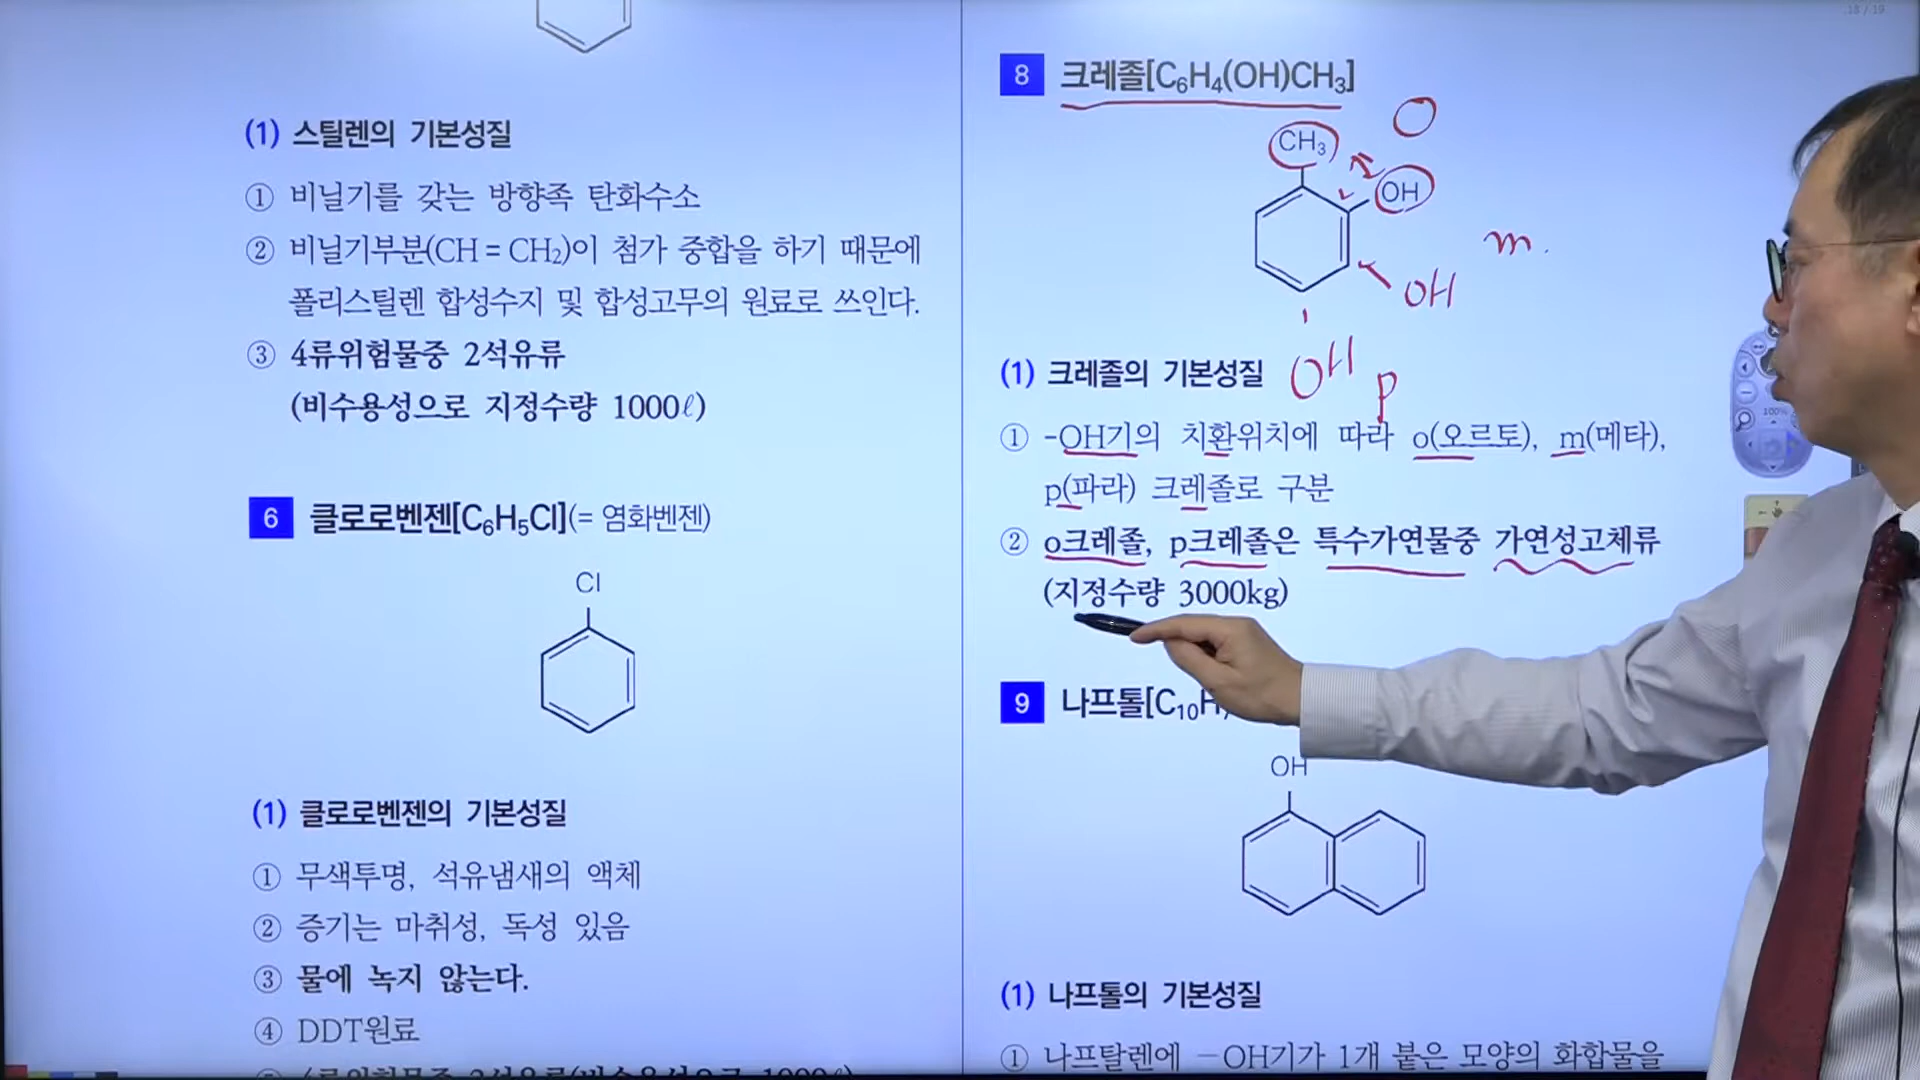 (1) 스틸렌의 기본성질
① 비닐기를 갖는 방향족 탄화수소
② 비닐기부분(CH=CH₂)이 첨가 중합을 하기 때문에
폴리스틸렌 합성수지 및 합성고무의 원료로 쓰인다.
③ 4류위험물중 2석유류
(비수용성으로 지정수량 1000ℓ)
6 클로로벤젠[C₆H₅Cl](= 염화벤젠)
Cl
(1) 클로로벤젠의 기본성질
① 무색투명, 석유냄새의 액체
② 증기는 마취성, 독성 있음
③ 물에 녹지 않는다.
④ DDT원료
18 / 19
8 크레졸[C₆H₄(OH)CH₃]
O
CH₃
OH
m.
OH
OH
p
(1) 크레졸의 기본성질
① -OH기의 치환위치에 따라 o(오르토), m(메타),
p(파라) 크레졸로 구분
② o크레졸, p크레졸은 특수가연물중 가연성고체류
(지정수량 3000kg)
100%
9 나프톨[C₁₀H
OH
(1) 나프톨의 기본성질
① 나프탈렌에 -OH기가 1개 붙은 모양의 화합물을